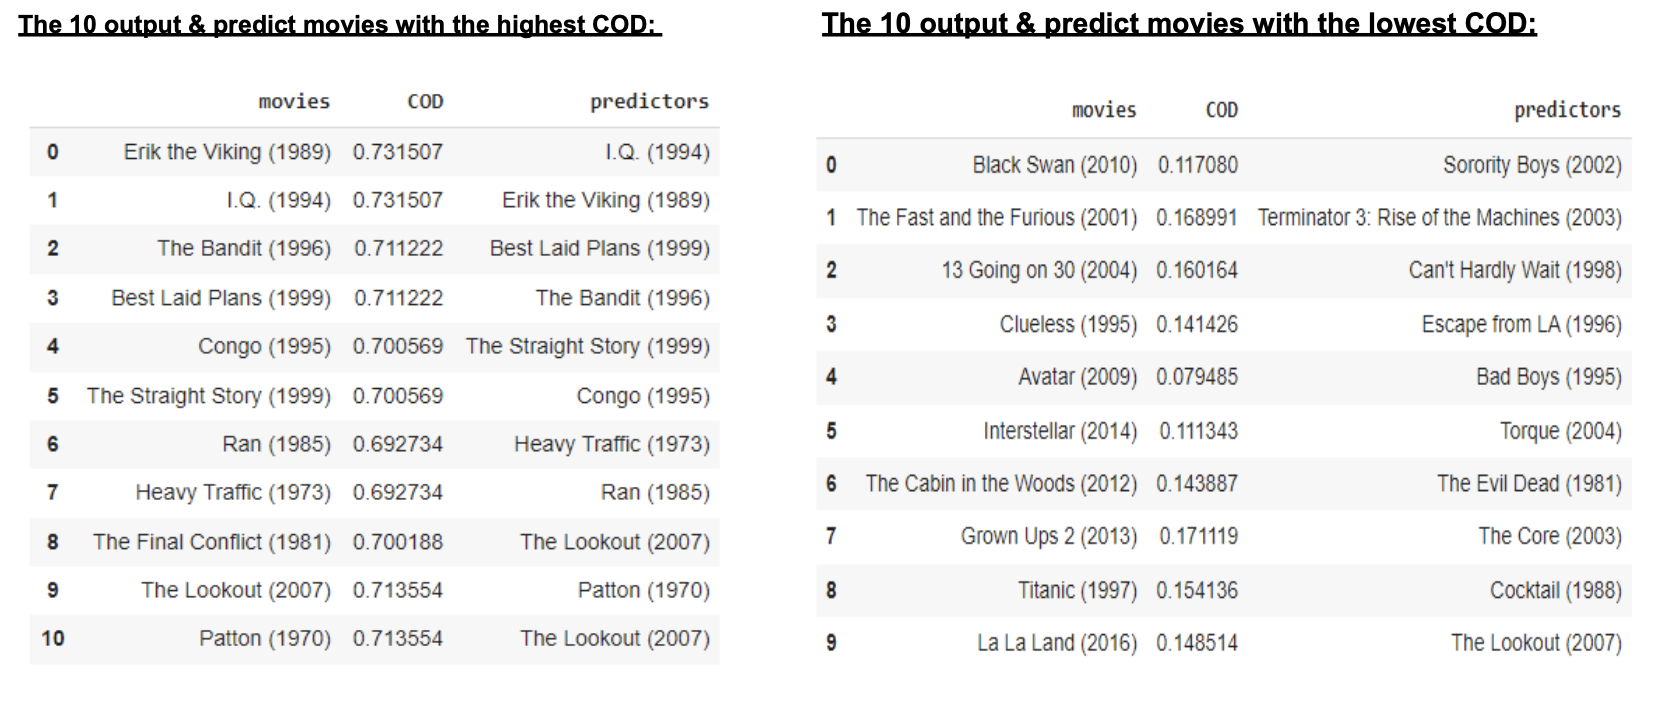 The 10 output & predict movies with the highest COD:
movies COD predictors
0 Erik the Viking (1989) 0.731507 I.Q. (1994)
1 I.Q. (1994) 0.731507 Erik the Viking (1989)
2 The Bandit (1996) 0.711222 Best Laid Plans (1999)
3 Best Laid Plans (1999) 0.711222 The Bandit (1996)
4 Congo (1995) 0.700569 The Straight Story (1999)
5 The Straight Story (1999) 0.700569 Congo (1995)
6 Ran (1985) 0.692734 Heavy Traffic (1973)
7 Heavy Traffic (1973) 0.692734 Ran (1985)
8 The Final Conflict (1981) 0.700188 The Lookout (2007)
9 The Lookout (2007) 0.713554 Patton (1970)
10 Patton (1970) 0.713554 The Lookout (2007)
The 10 output & predict movies with the lowest COD:
movies COD predictors
0 Black Swan (2010) 0.117080 Sorority Boys (2002)
1 The Fast and the Furious (2001) 0.168991 Terminator 3: Rise of the Machines (2003)
2 13 Going on 30 (2004) 0.160164 Can't Hardly Wait (1998)
3 Clueless (1995) 0.141426 Escape from LA (1996)
4 Avatar (2009) 0.079485 Bad Boys (1995)
5 Interstellar (2014) 0.111343 Torque (2004)
6 The Cabin in the Woods (2012) 0.143887 The Evil Dead (1981)
7 Grown Ups 2 (2013) 0.171119 The Core (2003)
8 Titanic (1997) 0.154136 Cocktail (1988)
9 La La Land (2016) 0.148514 The Lookout (2007)